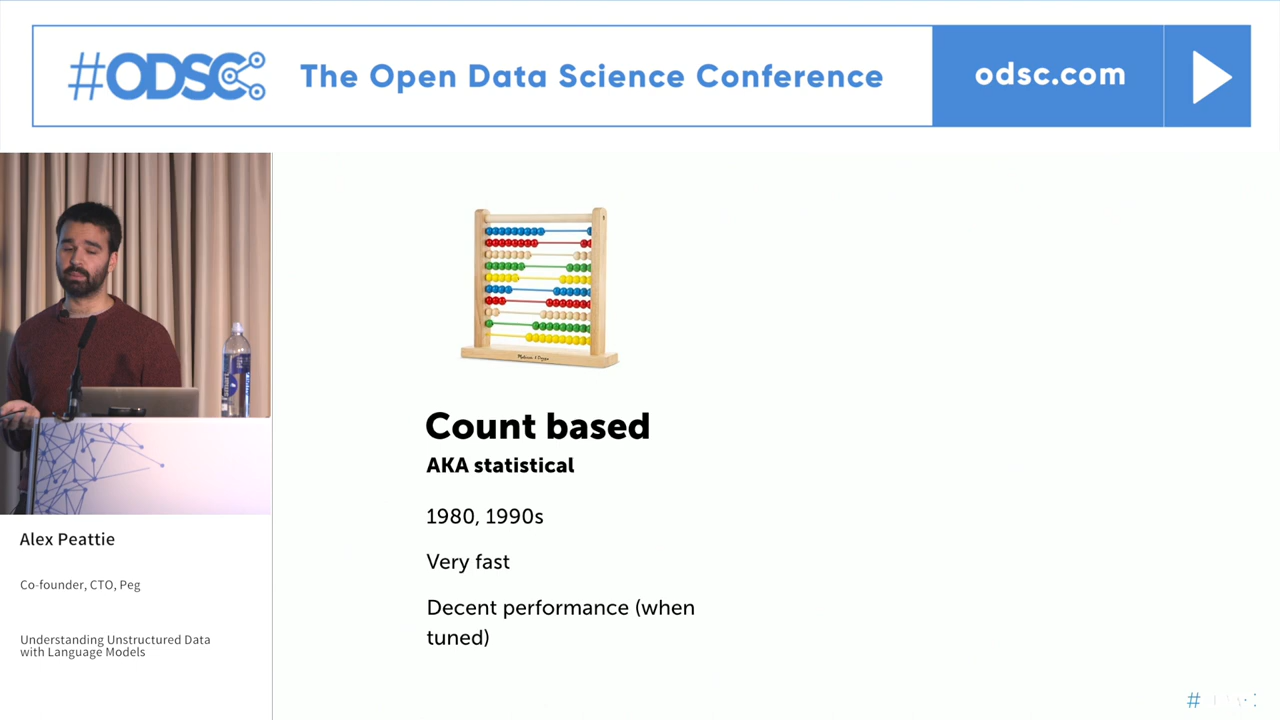 #ODSC
The Open Data Science Conference
odsc.com
Count based
AKA statistical
1980, 1990s
Very fast
Decent performance (when
tuned)
Alex Peattie
Co-founder, CTO, Peg
Understanding Unstructured Data
with Language Models
#